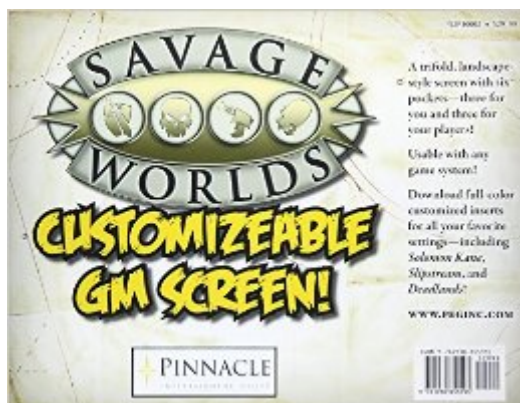 SAVAGE
WORLDS
CUSTOMIZEABLE
GM SCREEN!
A trifold, landscape-
style screen with six
pockets—three for
you and three for
your players!
Usable with any
game system!
Download full-color
customized inserts
for all your favorite
settings—including
Solomon Kane,
Slipstream, and
Deadlands!
WWW.PEGINC.COM
PINNACLE
ENTERTAINMENT GROUP